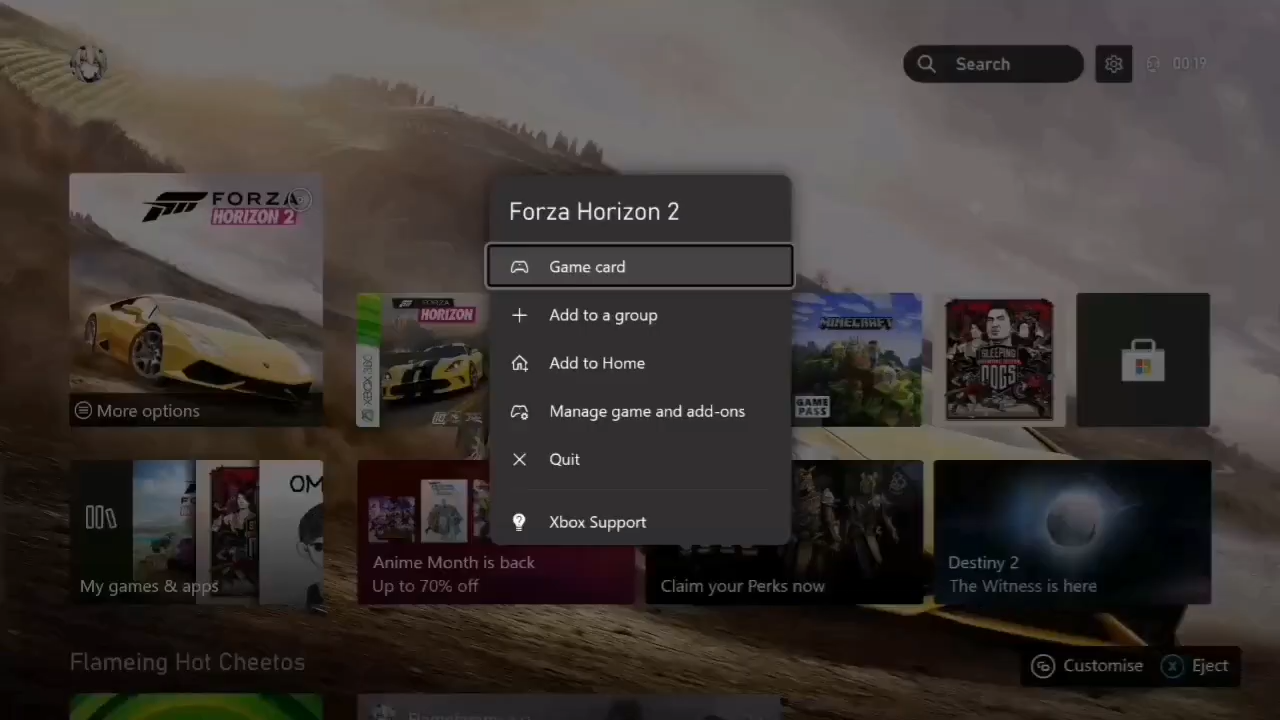 Search
00:19
FORZA
HORIZON 2
More options
Forza Horizon 2
Game card
Add to a group
Add to Home
Manage game and add-ons
Quit
Xbox Support
XBOX 360
FORZA
HORIZON
MINECRAFT
GAME
PASS
SLEEPING
DOGS
My games & apps
OM
Anime Month is back
Up to 70% off
Claim your Perks now
Destiny 2
The Witness is here
Flameing Hot Cheetos
Customise
Eject